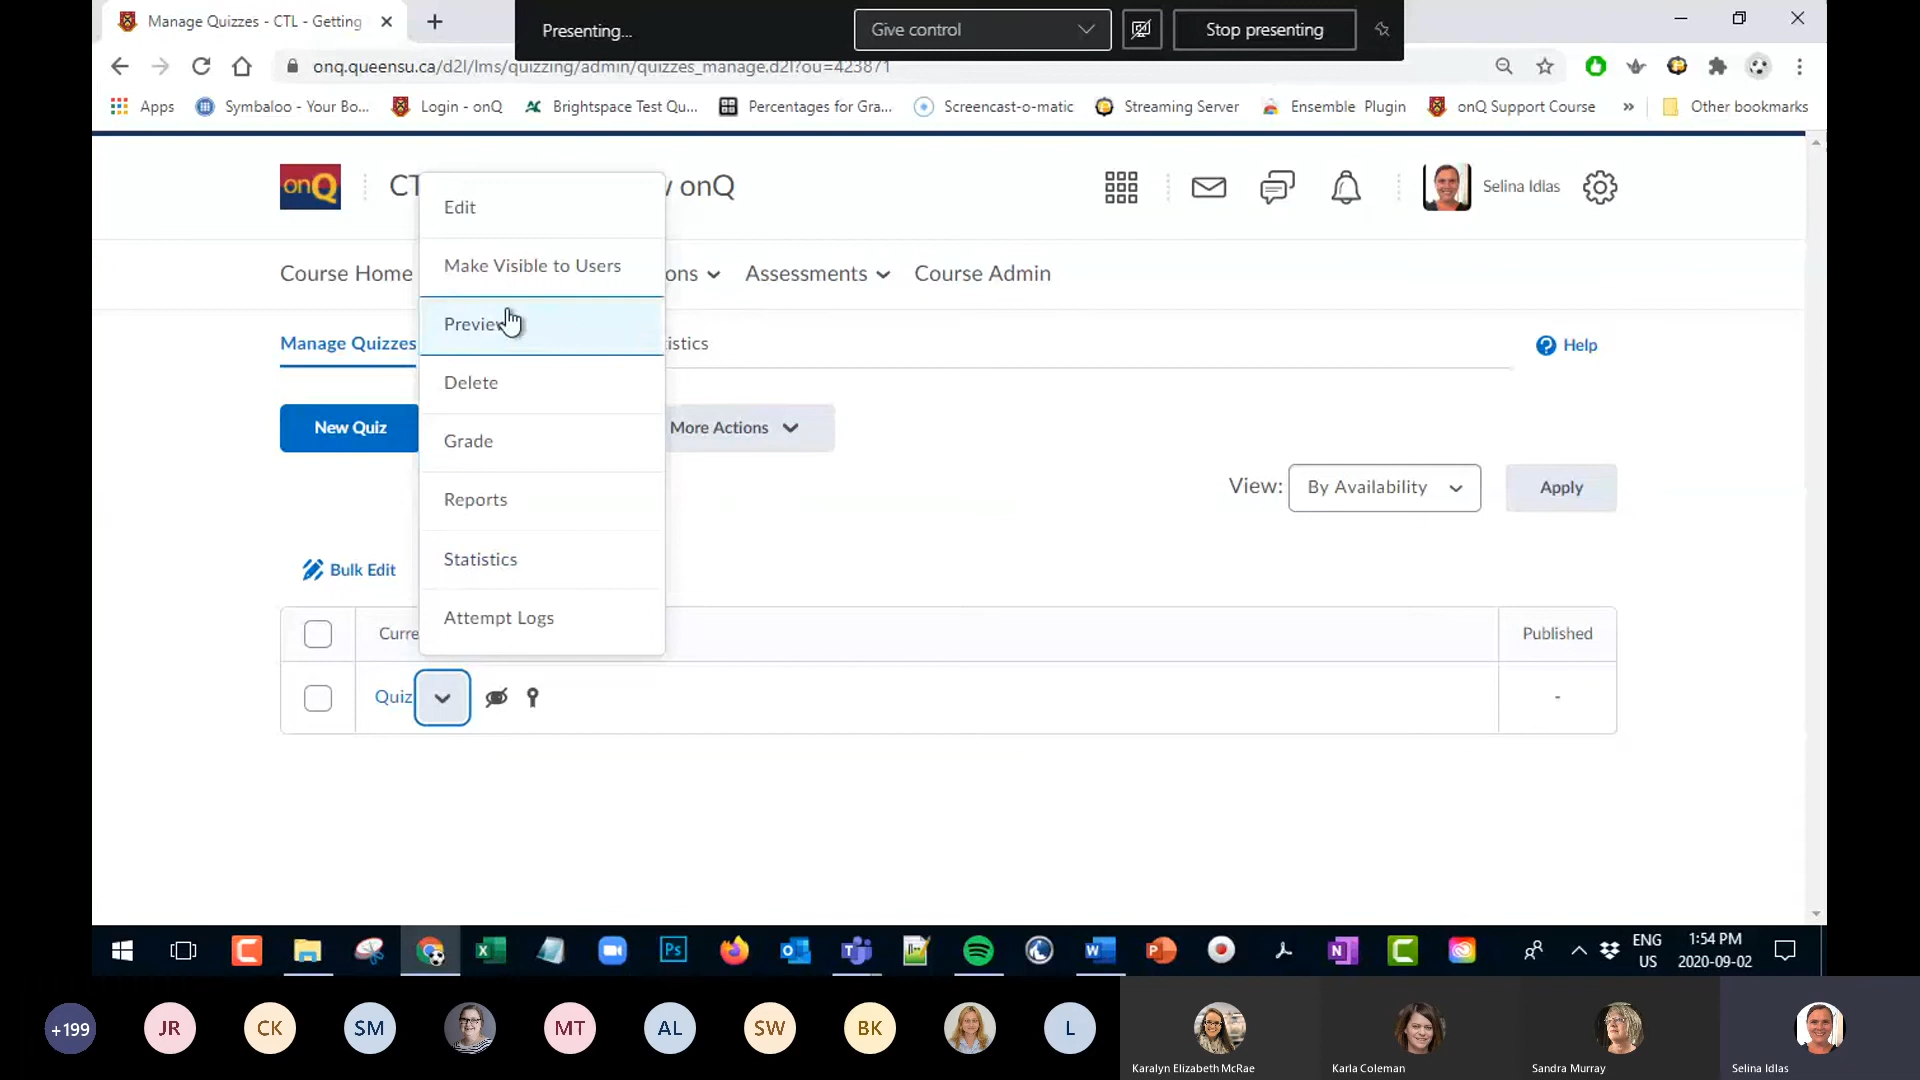 Manage Quizzes - CTL - Getting
Presenting...
Give control
Stop presenting
onq.queensu.ca/d2l/lms/quizzing/admin/quizzes_manage.d2l?ou=423871
Apps
Symbaloo - Your Bo...
Login - onQ
Brightspace Test Qu...
Percentages for Gra...
Screencast-o-matic
Streaming Server
Ensemble Plugin
onQ Support Course
»
Other bookmarks
onQ
CT
onQ
Selina Idlas
Edit
Make Visible to Users
Preview
Delete
Grade
Reports
Statistics
Attempt Logs
Course Home
ons
Assessments
Course Admin
Manage Quizzes
istics
Help
New Quiz
More Actions
View:
By Availability
Apply
Bulk Edit
Curre
Published
Quiz
-
ENG
US
1:54 PM
2020-09-02
+199
JR
CK
SM
MT
AL
SW
BK
L
Karalyn Elizabeth McRae
Karla Coleman
Sandra Murray
Selina Idlas